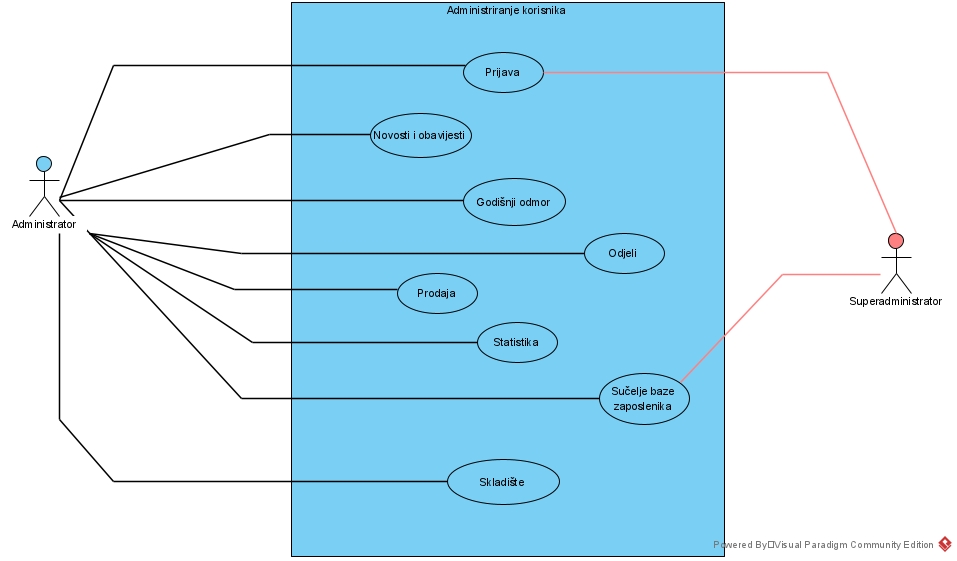 Administriranje korisnika
Prijava
Novosti i obavijesti
Godišnji odmor
Administrator
Odjeli
Prodaja
Superadministrator
Statistika
Sučelje baze
zaposlenika
Skladište
Powered By Visual Paradigm Community Edition